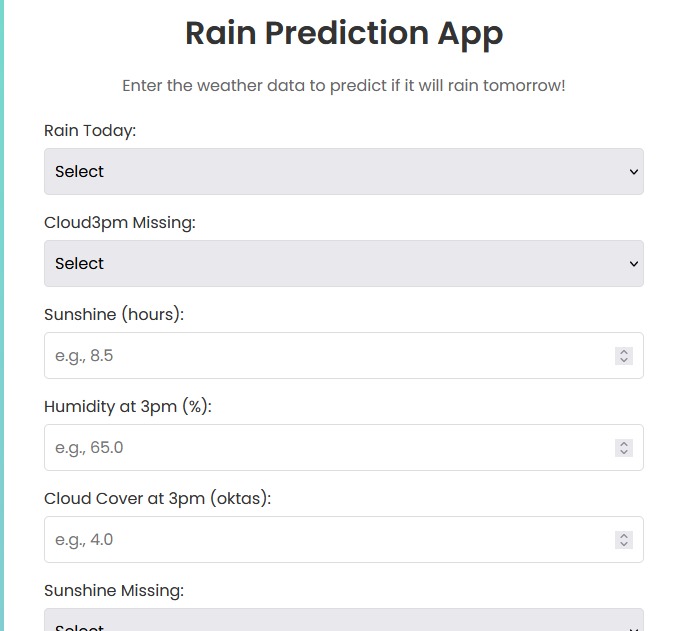 Rain Prediction App
Enter the weather data to predict if it will rain tomorrow!
Rain Today:
Select
Cloud3pm Missing:
Select
Sunshine (hours):
e.g., 8.5
Humidity at 3pm (%):
e.g., 65.0
Cloud Cover at 3pm (oktas):
e.g., 4.0
Sunshine Missing:
Select